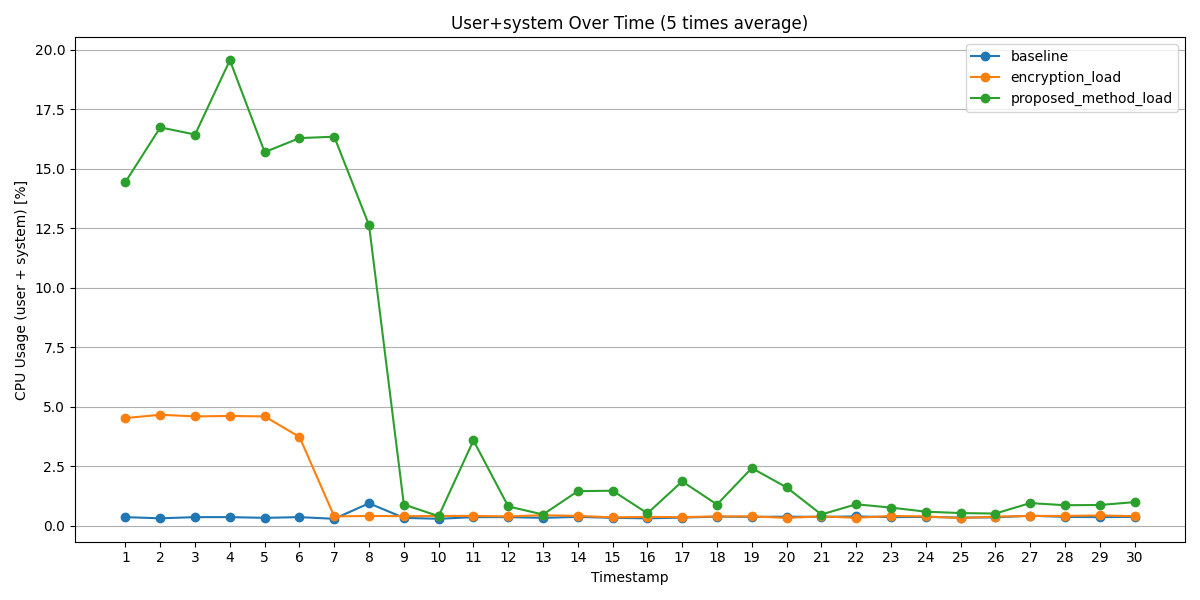 User+system Over Time (5 times average)
baseline
encryption_load
proposed_method_load
CPU Usage (user + system) [%]
20.0
17.5
15.0
12.5
10.0
7.5
5.0
2.5
0.0
1 2 3 4 5 6 7 8 9 10 11 12 13 14 15 16 17 18 19 20 21 22 23 24 25 26 27 28 29 30
Timestamp